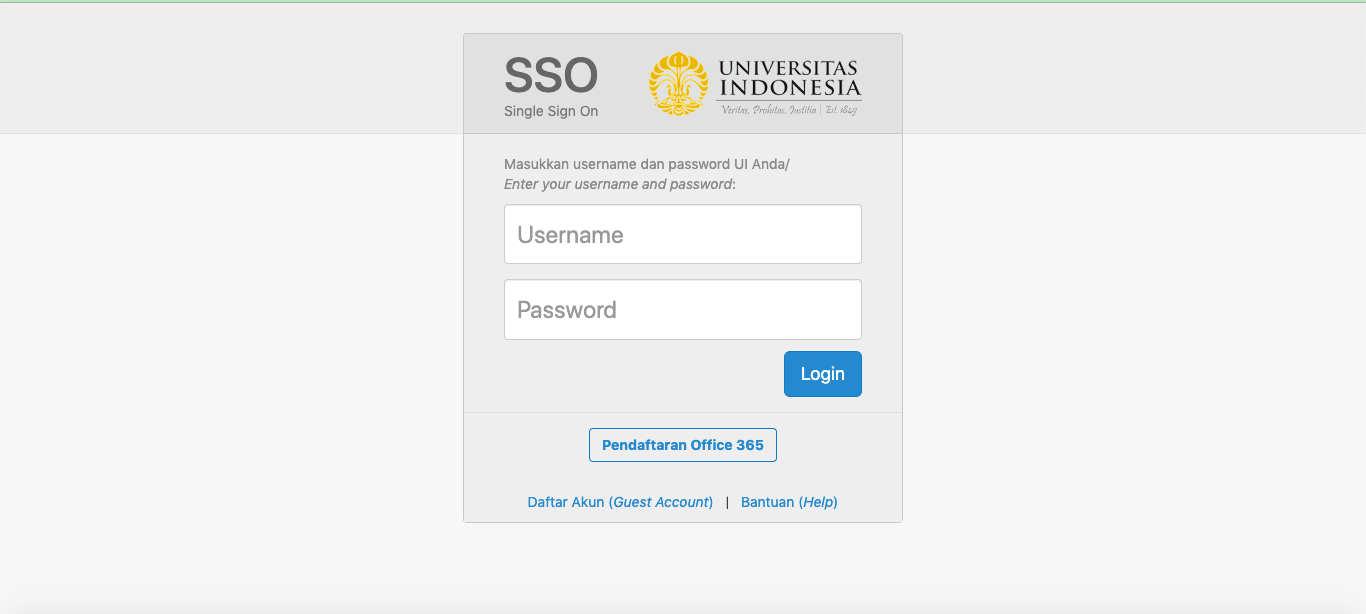 SSO
Single Sign On
UNIVERSITAS
INDONESIA
Veritas, Probitas, Justitia | Est. 1849
Masukkan username dan password UI Anda/
Enter your username and password:
Username
Password
Login
Pendaftaran Office 365
Daftar Akun (Guest Account) | Bantuan (Help)